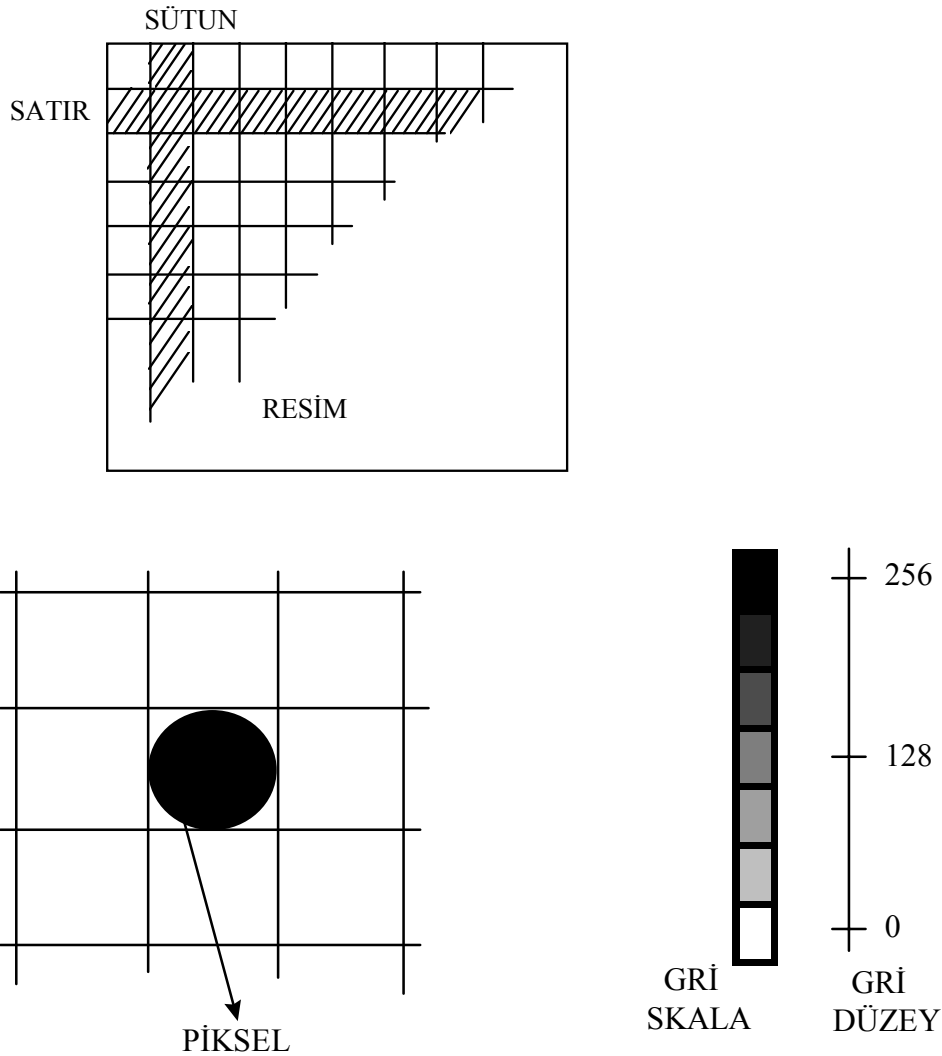 SÜTUN
SATIR
RESİM
256
128
0
PİKSEL
GRİ
SKALA
GRİ
DÜZEY